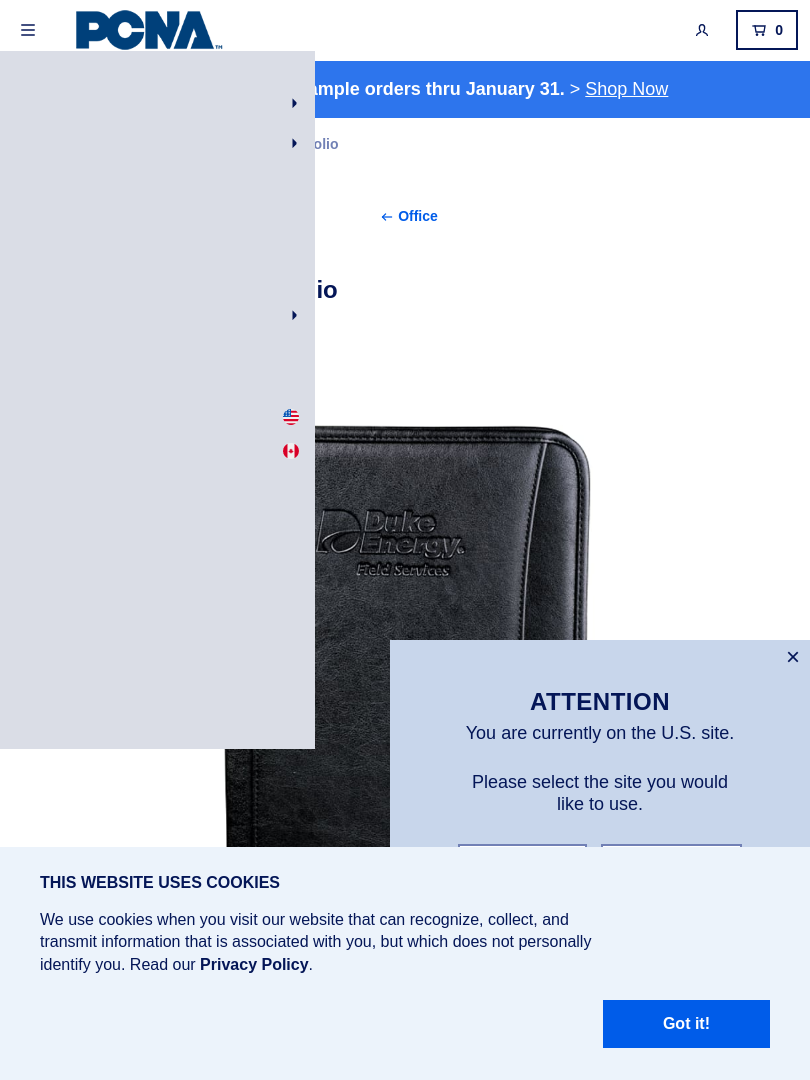 PCNA™
0
ample orders thru January 31. > Shop Now
olio
← Office
io
Duke
Energy®
Field Services
×
ATTENTION
You are currently on the U.S. site.
Please select the site you would
like to use.
THIS WEBSITE USES COOKIES
We use cookies when you visit our website that can recognize, collect, and
transmit information that is associated with you, but which does not personally
identify you. Read our Privacy Policy.
Got it!